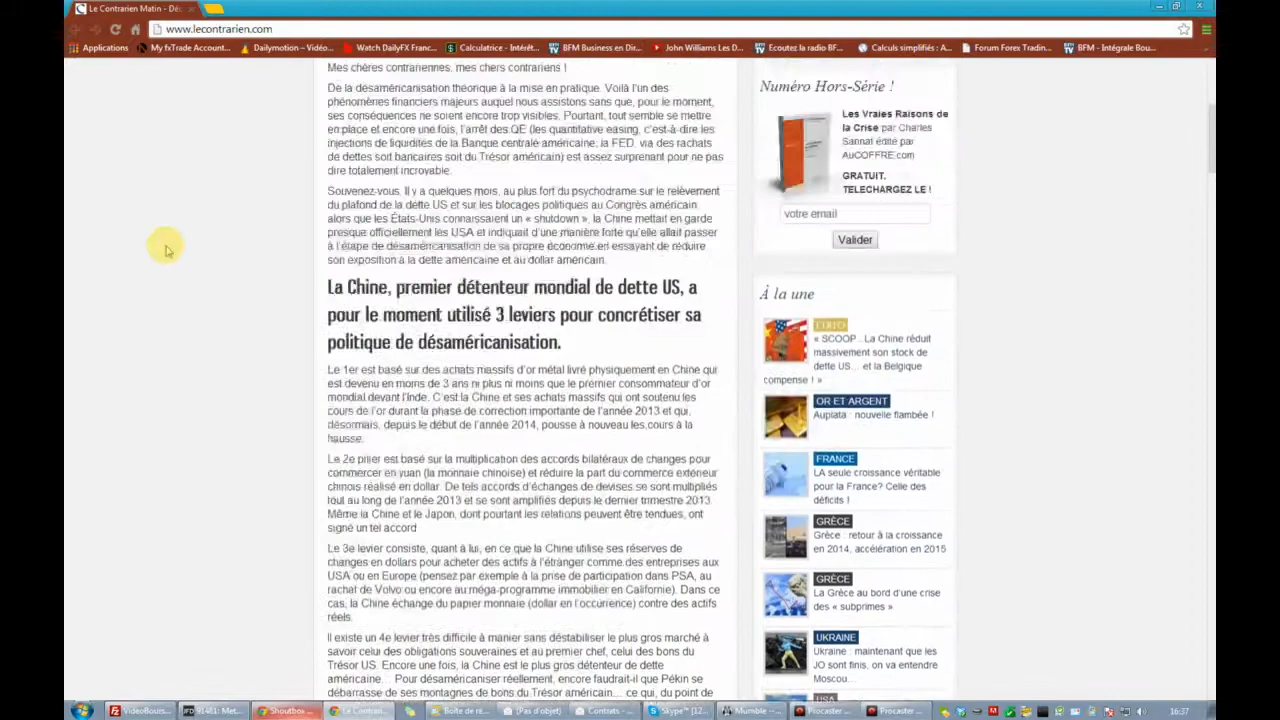 Le Contrarien Matin - Dés
www.lecontrarien.com
Applications
My fxTrade Account...
Dailymotion – Vidéo...
Watch DailyFX Franc...
Calculatrice - Intérêt...
BFM Business en Dir...
John Williams Les D...
Ecoutez la radio BF...
Calculs simplifiés : A...
Forum Forex Tradin...
BFM - Intégrale Bou...
Mes chères contrariennes, mes chers contrariens !
De la désaméricanisation théorique à la mise en pratique. Voilà l'un des
phénomènes financiers majeurs auquel nous assistons sans que, pour le moment,
ses conséquences ne soient encore trop visibles. Pourtant, tout semble se mettre
en place et encore une fois, l'arrêt des QE (les quantitative easing, c'est-à-dire les
injections de liquidités de la Banque centrale américaine, la FED, via des rachats
de dettes soit bancaires soit du Trésor américain) est assez surprenant pour ne pas
dire totalement incroyable.
Souvenez-vous. Il y a quelques mois, au plus fort du psychodrame sur le relèvement
du plafond de la dette US et sur les blocages politiques au Congrès américain
alors que les États-Unis connaissaient un « shutdown », la Chine mettait en garde
presque officiellement les USA et indiquait d'une manière forte qu'elle allait passer
à l'étape de désaméricanisation de sa propre économie en essayant de réduire
son exposition à la dette américaine et au dollar américain.
La Chine, premier détenteur mondial de dette US, a
pour le moment utilisé 3 leviers pour concrétiser sa
politique de désaméricanisation.
Le 1er est basé sur des achats massifs d'or métal livré physiquement en Chine qui
est devenu en moins de 3 ans ni plus ni moins que le premier consommateur d'or
mondial devant l'Inde. C'est la Chine et ses achats massifs qui ont soutenu les
cours de l'or durant la phase de correction importante de l'année 2013 et qui,
désormais, depuis le début de l'année 2014, pousse à nouveau les cours à la
hausse.
Le 2e pilier est basé sur la multiplication des accords bilatéraux de changes pour
commercer en yuan (la monnaie chinoise) et réduire la part du commerce extérieur
chinois réalisé en dollar. De tels accords d'échanges de devises se sont multipliés
tout au long de l'année 2013 et se sont amplifiés depuis le dernier trimestre 2013.
Même la Chine et le Japon, dont pourtant les relations peuvent être tendues, ont
signé un tel accord
Le 3e levier consiste, quant à lui, en ce que la Chine utilise ses réserves de
changes en dollars pour acheter des actifs à l'étranger comme des entreprises aux
USA ou en Europe (pensez par exemple à la prise de participation dans PSA, au
rachat de Volvo ou encore au méga-programme immobilier en Californie). Dans ce
cas, la Chine échange du papier monnaie (dollar en l'occurrence) contre des actifs
réels.
Il existe un 4e levier très difficile à manier sans déstabiliser le plus gros marché à
savoir celui des obligations souveraines et au premier chef, celui des bons du
Trésor US. Encore une fois, la Chine est le plus gros détenteur de dette
américaine… Pour désaméricaniser réellement, encore faudrait-il que Pékin se
débarrasse de ses montagnes de bons du Trésor américain… ce qui, du point de
Numéro Hors-Série !
Les Vraies Raisons de
la Crise par Charles
Sannat édité par
AuCOFFRE.com
GRATUIT.
TELECHARGEZ LE !
votre email
Valider
À la une
EDITO
« SCOOP . La Chine réduit
massivement son stock de
dette US… et la Belgique
compense ! »
OR ET ARGENT
Auplata : nouvelle flambée !
FRANCE
LA seule croissance véritable
pour la France? Celle des
déficits !
GRÈCE
Grèce : retour à la croissance
en 2014, accélération en 2015
GRÈCE
La Grèce au bord d'une crise
des « subprimes »
UKRAINE
Ukraine : maintenant que les
JO sont finis, on va entendre
Moscou…
USA
VideoBours...
91461: Met...
Shoutbox ...
Le Contrari...
Boîte de ré...
(Pas d'objet)
Contrats - ...
Skype™ [12...
Mumble -- ...
Procaster ...
Procaster ...
16:37